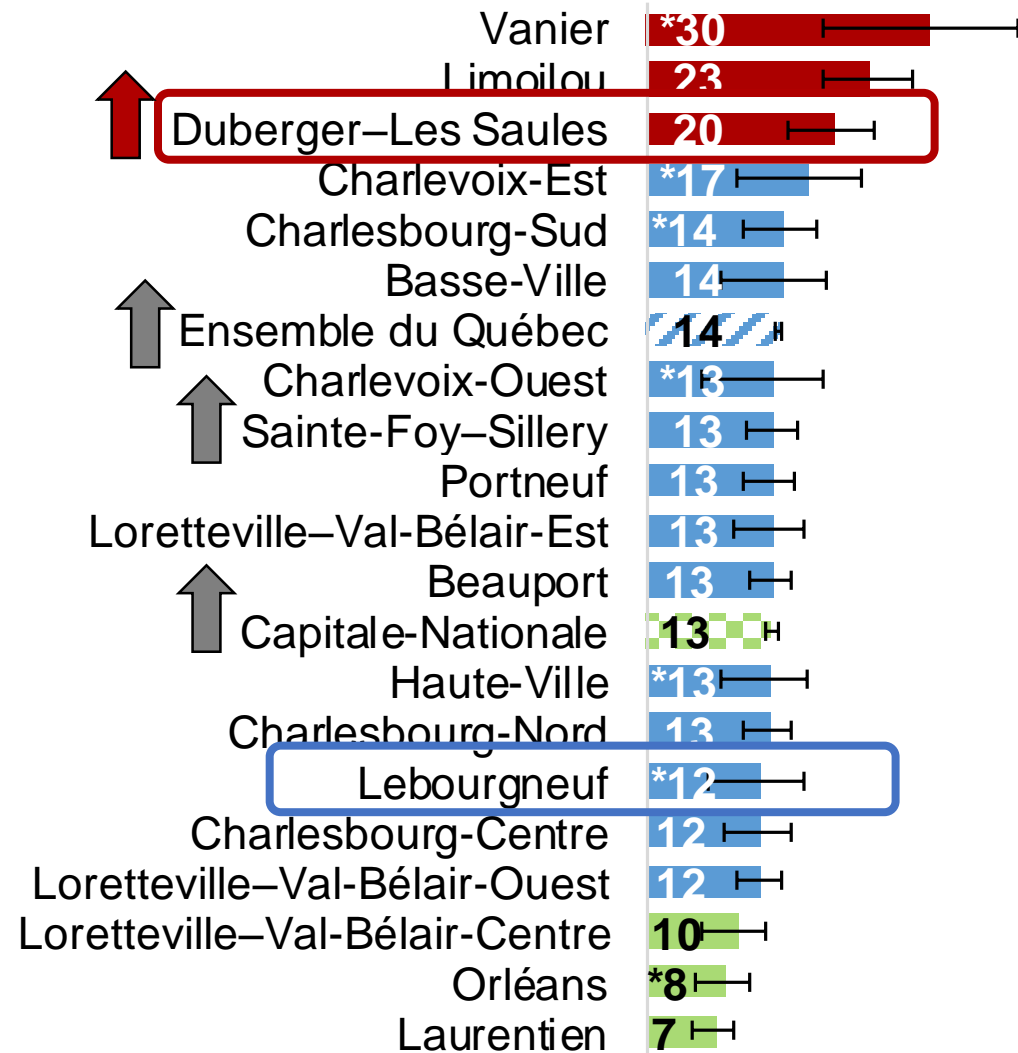 Vanier *30
Limoilou 23
Duberger–Les Saules 20
Charlevoix-Est *17
Charlesbourg-Sud *14
Basse-Ville 14
Ensemble du Québec 14
Charlevoix-Ouest *13
Sainte-Foy–Sillery 13
Portneuf 13
Loretteville–Val-Bélair-Est 13
Beauport 13
Capitale-Nationale 13
Haute-Ville *13
Charlesbourg-Nord 13
Lebourgneuf *12
Charlesbourg-Centre 12
Loretteville–Val-Bélair-Ouest 12
Loretteville–Val-Bélair-Centre 10
Orléans *8
Laurentien 7